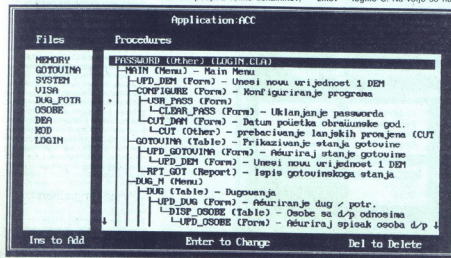 Application:ACC
Files
Procedures
MEMORY
GOTOVINA
SYSTEM
VISA
DUG_POTR
OSOBE
DEA
KOD
LOGIN
PASSWORD (Other) (LOGIN.CLA)
MAIN (Menu) - Main Menu
UPD_DEM (Form) - Unesi novu vrijednost 1 DEM
CONFIGURE (Form) - Konfiguriranje programa
USR_PASS (Form)
CLEAR_PASS (Form) - Uklanjanje passworda
CUT_DAM (Form) - Datum početka obračunske god.
CUT (Other) - prebacivanje lanjskih promjena (CUT
GOTOVINA (Table) - Prikazivanje stanja gotovine
UPD_GOTOVINA (Form) - Ažuriraj stanje gotovine
UPD_DEM (Form) - Unesi novu vrijednost 1 DEM
RPT_GOT (Report) - Ispis gotovinskoga stanja
DUG_M (Menu)
DUG (Table) - Dugovanja
UPD_DUG (Form) - Ažuriranje dug / potr.
DISP_OSOBE (Table) - Osobe sa d/p odnosima
UPD_OSOBE (Form) - Ažuriraj spisak osoba d/p
Ins to Add
Enter to Change
Del to Delete